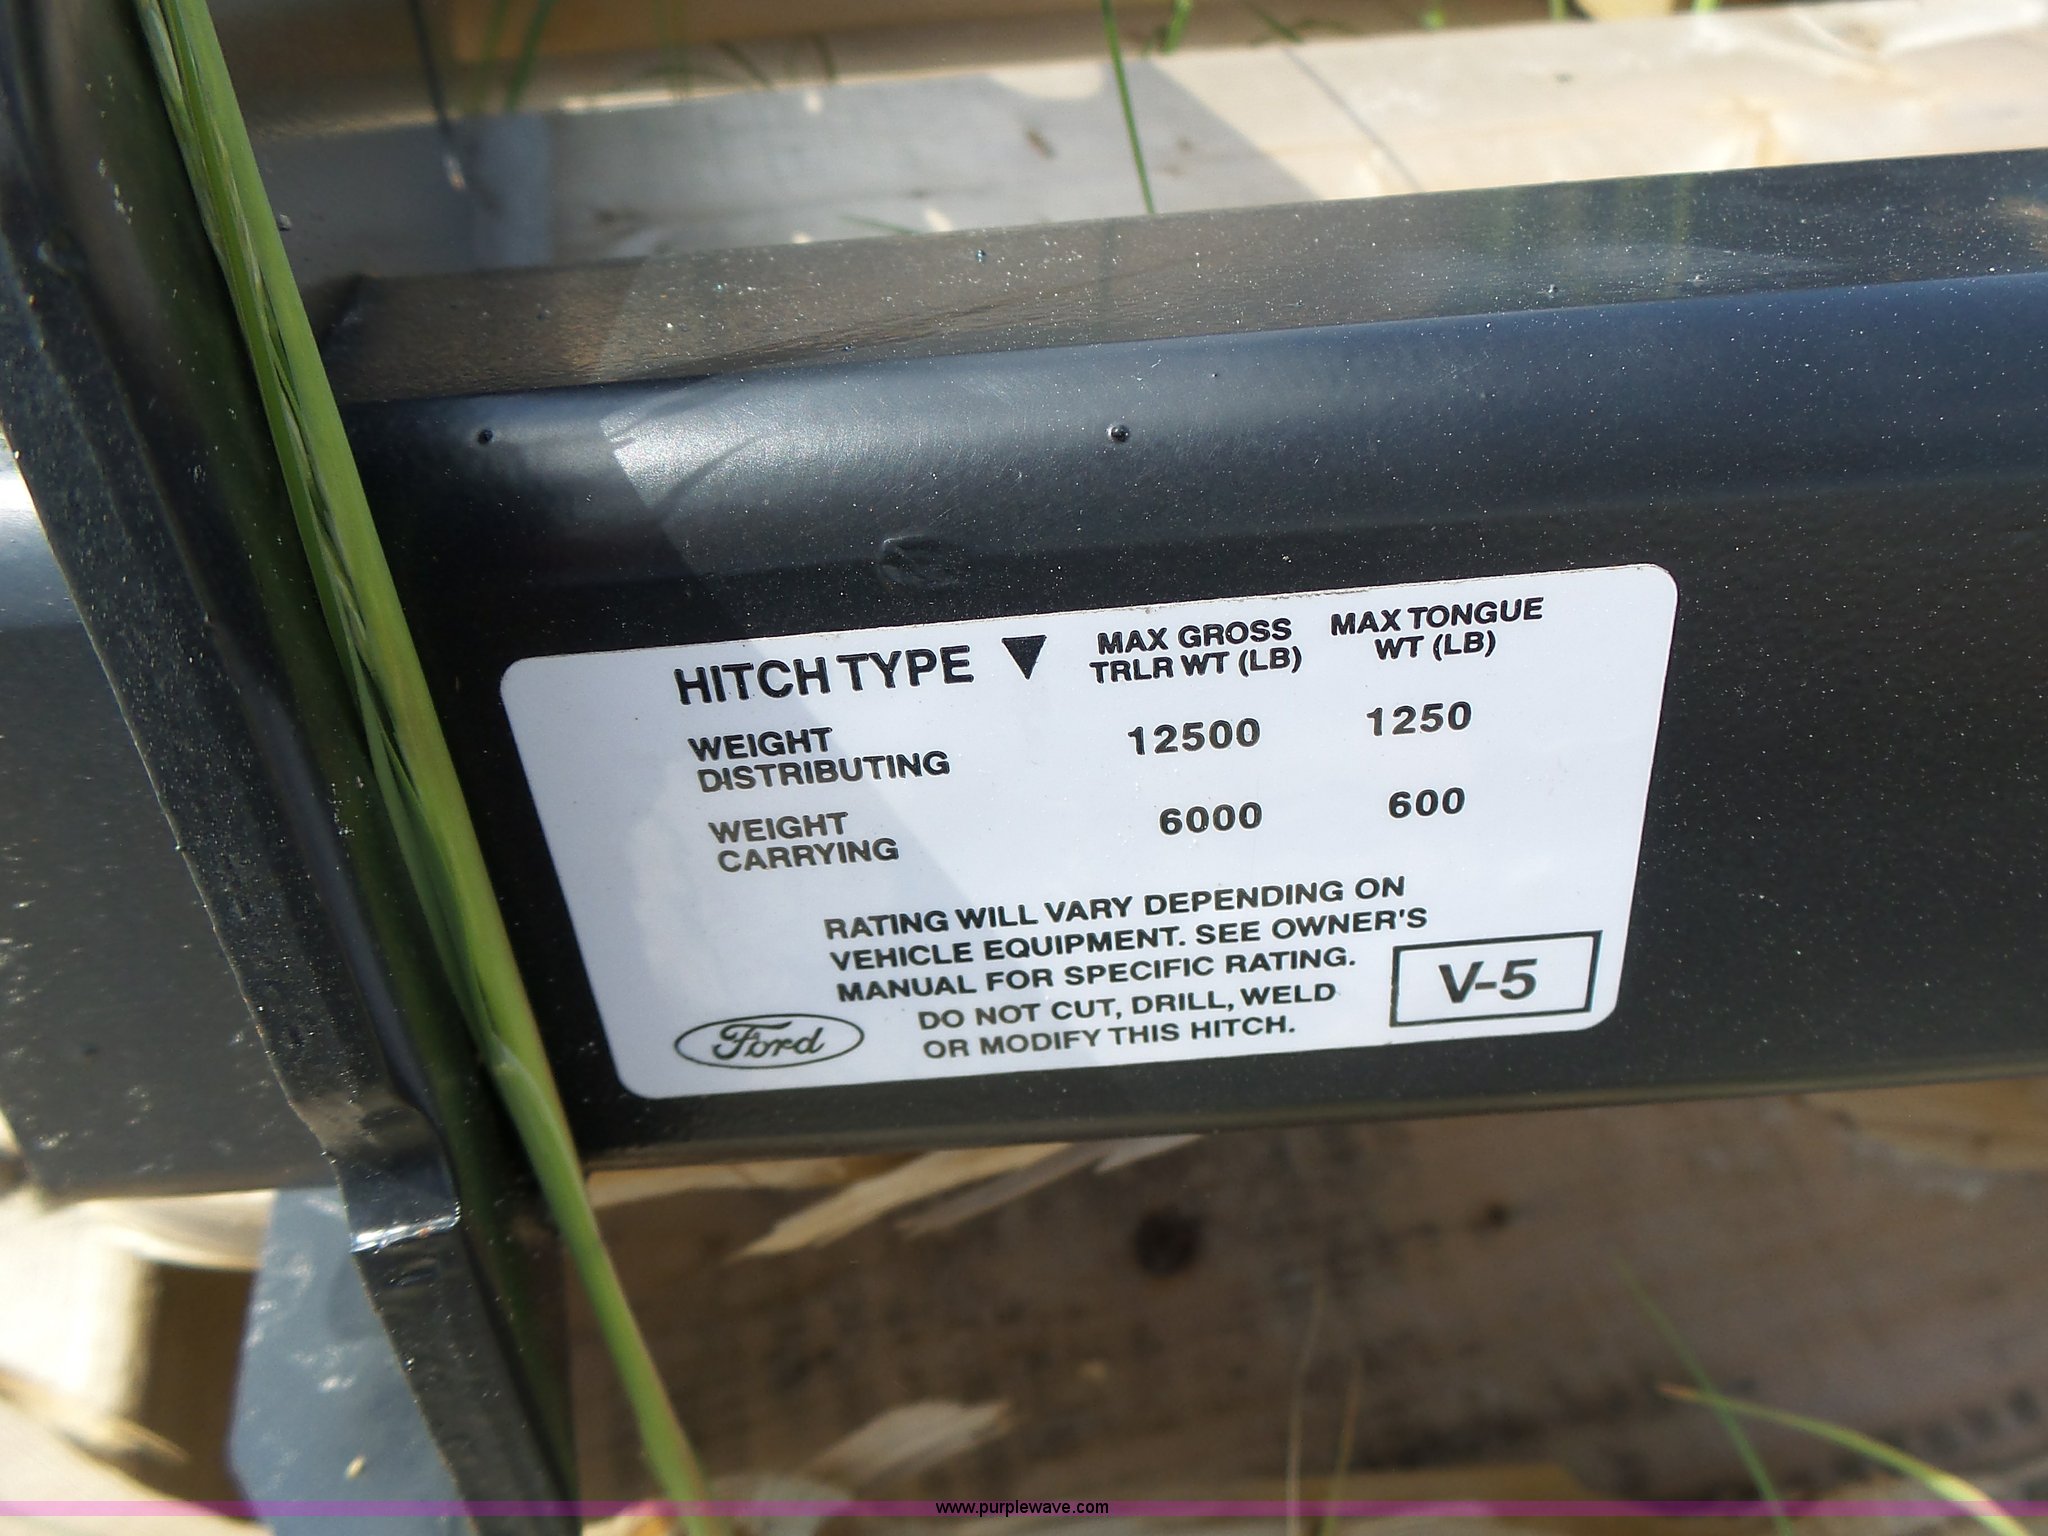 HITCH TYPE ▼ MAX GROSS TRLR WT (LB) MAX TONGUE WT (LB)
WEIGHT DISTRIBUTING 12500 1250
WEIGHT CARRYING 6000 600
RATING WILL VARY DEPENDING ON
VEHICLE EQUIPMENT. SEE OWNER'S
MANUAL FOR SPECIFIC RATING.
DO NOT CUT, DRILL, WELD
OR MODIFY THIS HITCH.
Ford
V-5
www.purplewave.com